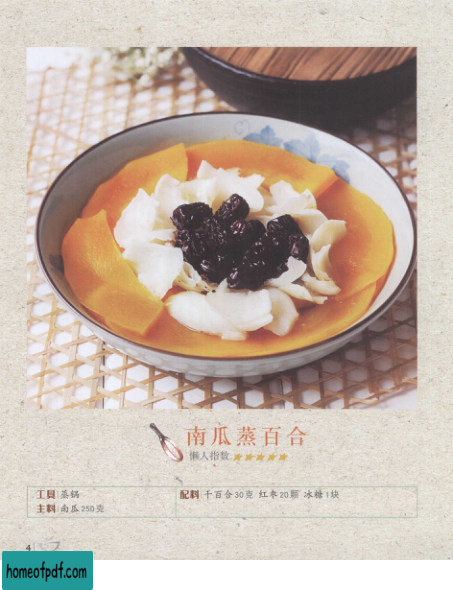 南瓜蒸百合
懒人指数 ★★★★★
工具 蒸锅
主料 南瓜250克
配料 干百合30克 红枣20颗 冰糖1块
4
homeofpdf.com